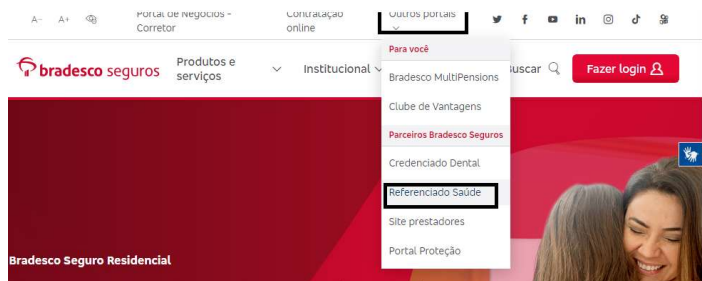 A- A+ Portal de Negócios - Corretor Contratação online Outros portais
bradesco seguros Produtos e serviços Institucional Buscar Fazer login
Para você
Bradesco MultiPensions
Clube de Vantagens
Parceiros Bradesco Seguros
Credenciado Dental
Referenciado Saúde
Site prestadores
Portal Proteção
Bradesco Seguro Residencial